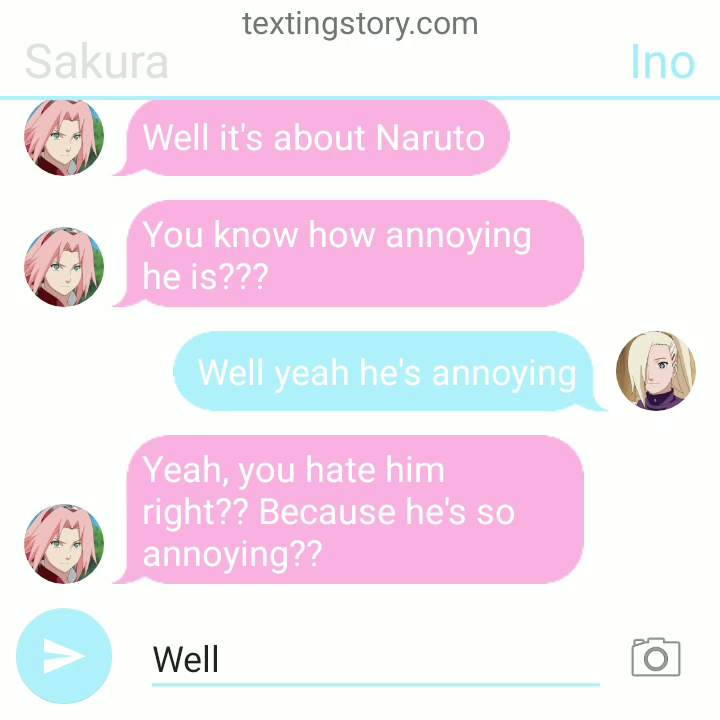 textingstory.com
Sakura
Ino
Well it's about Naruto
You know how annoying
he is???
Well yeah he's annoying
Yeah, you hate him
right?? Because he's so
annoying??
Well